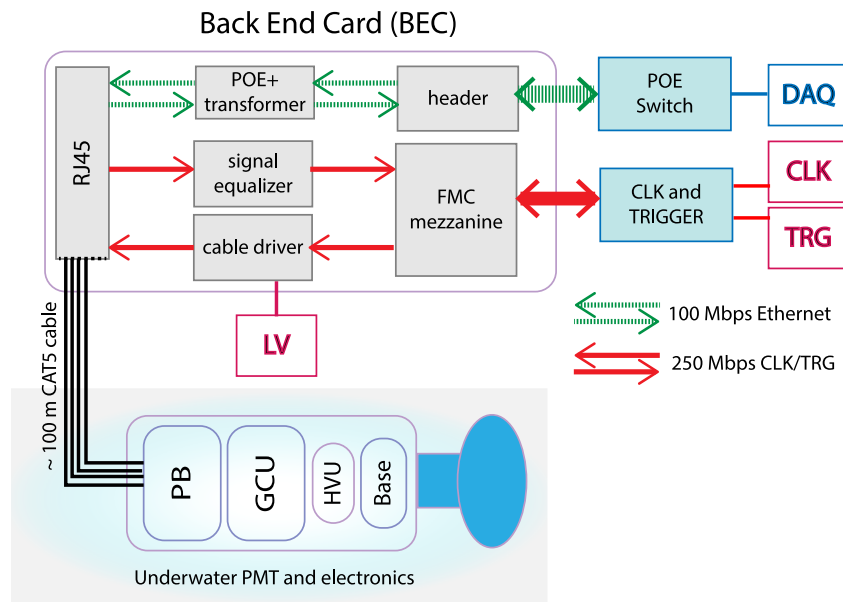 Back End Card (BEC)
RJ45
POE+
transformer
header
POE
Switch
DAQ
signal
equalizer
FMC
mezzanine
cable driver
CLK and
TRIGGER
CLK
TRG
LV
100 Mbps Ethernet
250 Mbps CLK/TRG
~ 100 m CAT5 cable
PB
GCU
HVU
Base
Underwater PMT and electronics